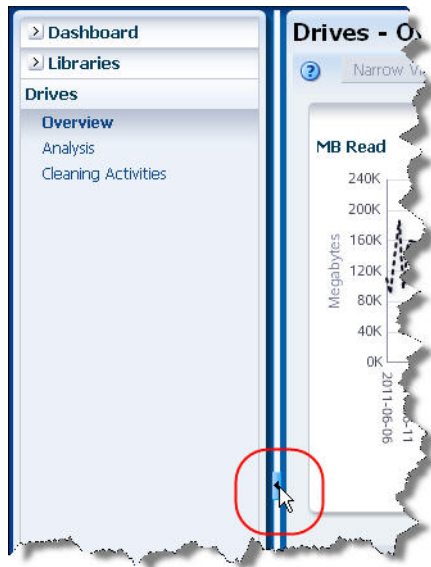 Dashboard
Libraries
Drives
Overview
Analysis
Cleaning Activities
Drives -
Narrow
MB Read
Megabytes
240K
200K
160K
120K
80K
40K
0K
2011-06-06